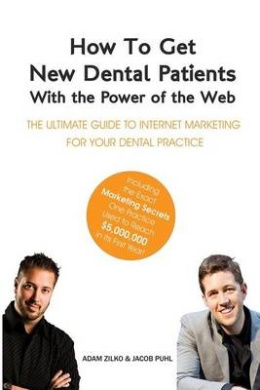 How To Get
New Dental Patients
With the Power of the Web
THE ULTIMATE GUIDE TO INTERNET MARKETING
FOR YOUR DENTAL PRACTICE
Including
the Exact
Marketing Secrets
One Practice
Used to Reach
$5,000,000
in its First Year!
ADAM ZILKO & JACOB PUHL